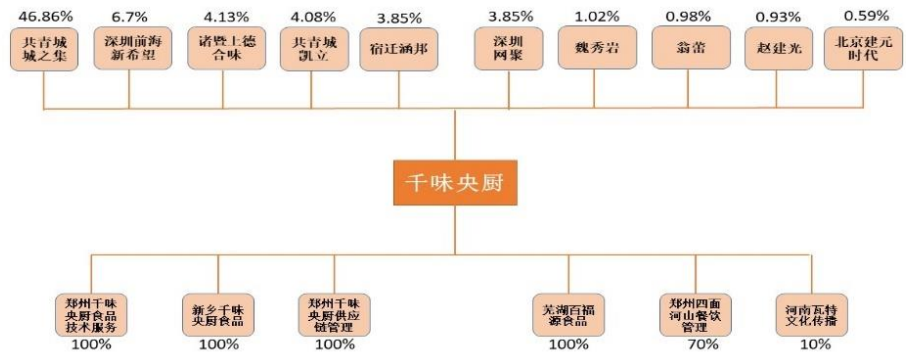 46.86%
6.7%
4.13%
4.08%
3.85%
3.85%
1.02%
0.98%
0.93%
0.59%
共青城
城之集
深圳前海
新希望
诸暨上德
合味
共青城
凯立
宿迁涵邦
深圳
网聚
魏秀岩
翁蕾
赵建光
北京建元
时代
千味央厨
郑州千味
央厨食品
技术服务
新乡千味
央厨食品
郑州千味
央厨供应
链管理
芜湖百福
源食品
郑州四面
河山餐饮
管理
河南瓦特
文化传播
100%
100%
100%
100%
70%
10%